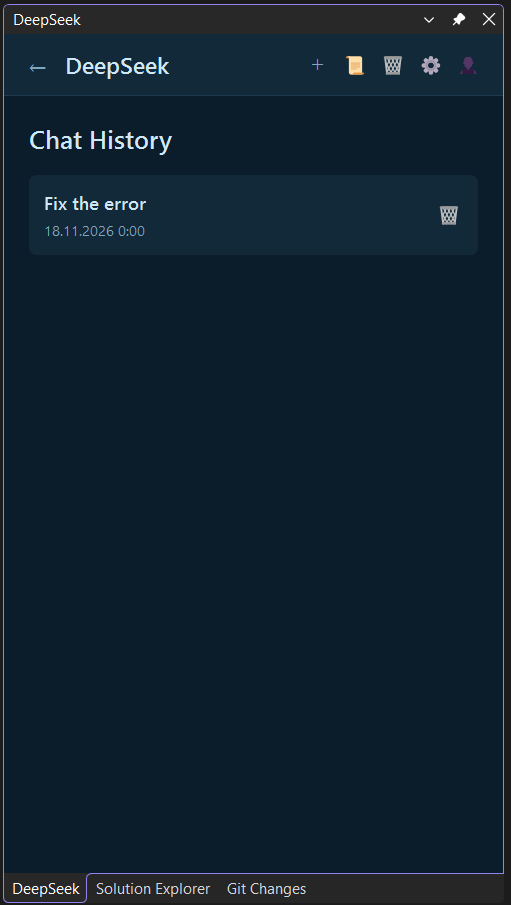 DeepSeek
← DeepSeek
Chat History
Fix the error
18.11.2026 0:00
DeepSeek Solution Explorer Git Changes